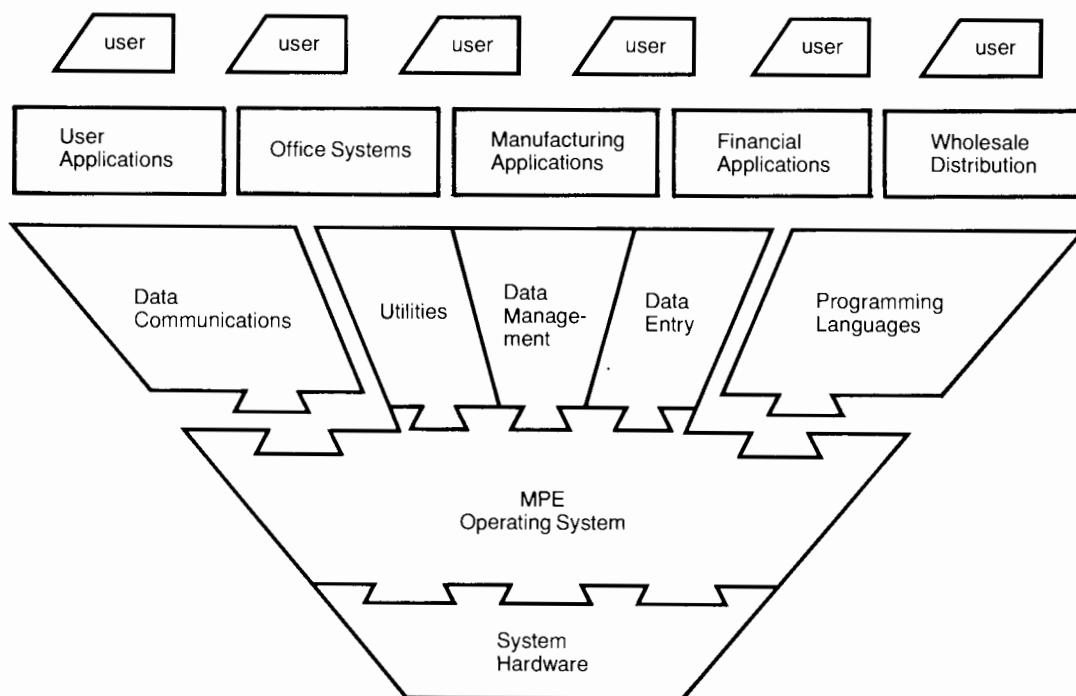 user
user
user
user
user
user
User
Applications
Office Systems
Manufacturing
Applications
Financial
Applications
Wholesale
Distribution
Data
Communications
Utilities
Data
Manage-
ment
Data
Entry
Programming
Languages
MPE
Operating System
System
Hardware